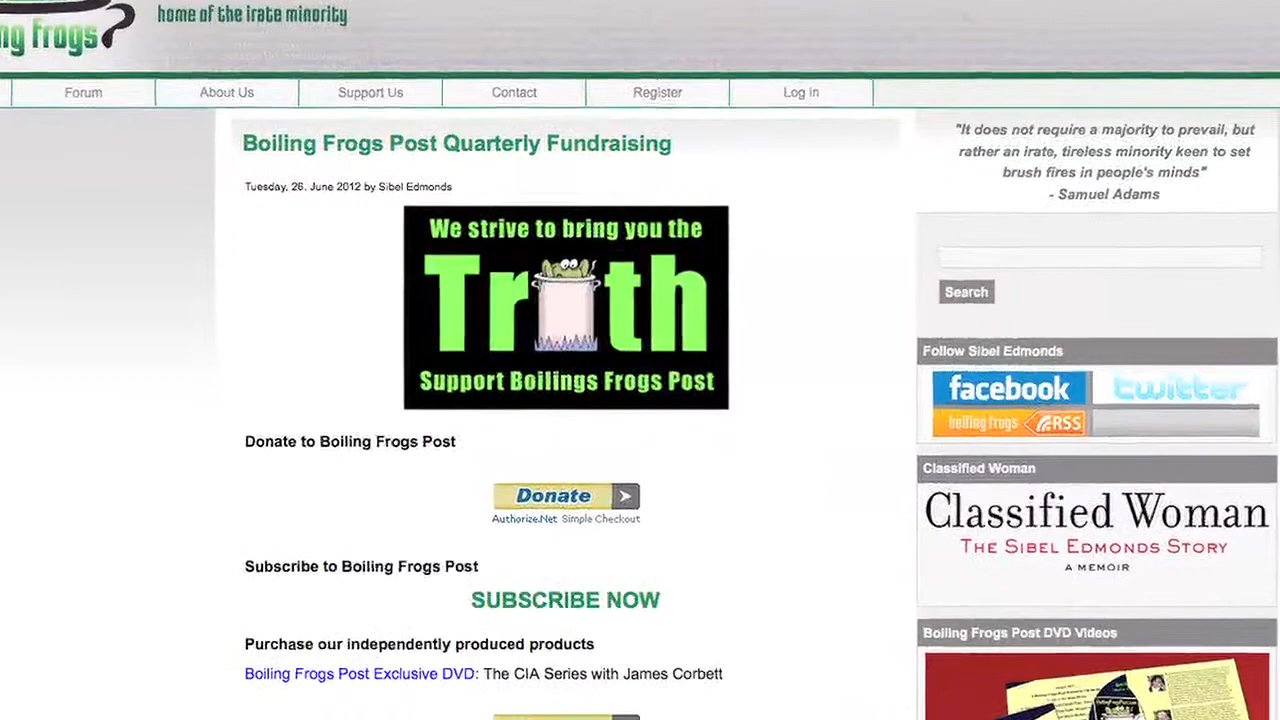 home of the irate minority
ng frogs?
Forum
About Us
Support Us
Contact
Register
Log in
Boiling Frogs Post Quarterly Fundraising
Tuesday, 26. June 2012 by Sibel Edmonds
We strive to bring you the
Truth
Support Boilings Frogs Post
Donate to Boiling Frogs Post
Donate
Authorize.Net Simple Checkout
Subscribe to Boiling Frogs Post
SUBSCRIBE NOW
Purchase our independently produced products
Boiling Frogs Post Exclusive DVD: The CIA Series with James Corbett
"It does not require a majority to prevail, but
rather an irate, tireless minority keen to set
brush fires in people's minds"
- Samuel Adams
Search
Follow Sibel Edmonds
facebook
twitter
boiling frogs RSS
Classified Woman
Classified Woman
THE SIBEL EDMONDS STORY
A MEMOIR
Boiling Frogs Post DVD Videos